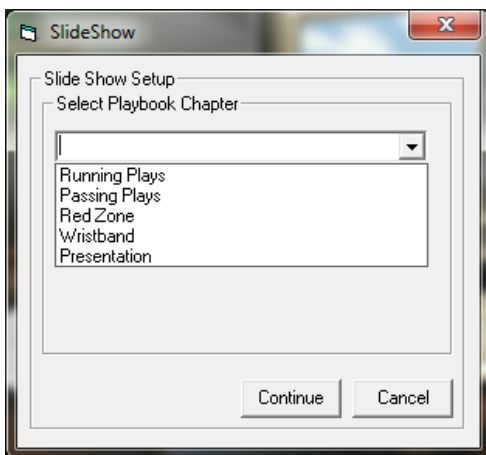 SlideShow
Slide Show Setup
Select Playbook Chapter
Running Plays
Passing Plays
Red Zone
Wristband
Presentation
Continue
Cancel